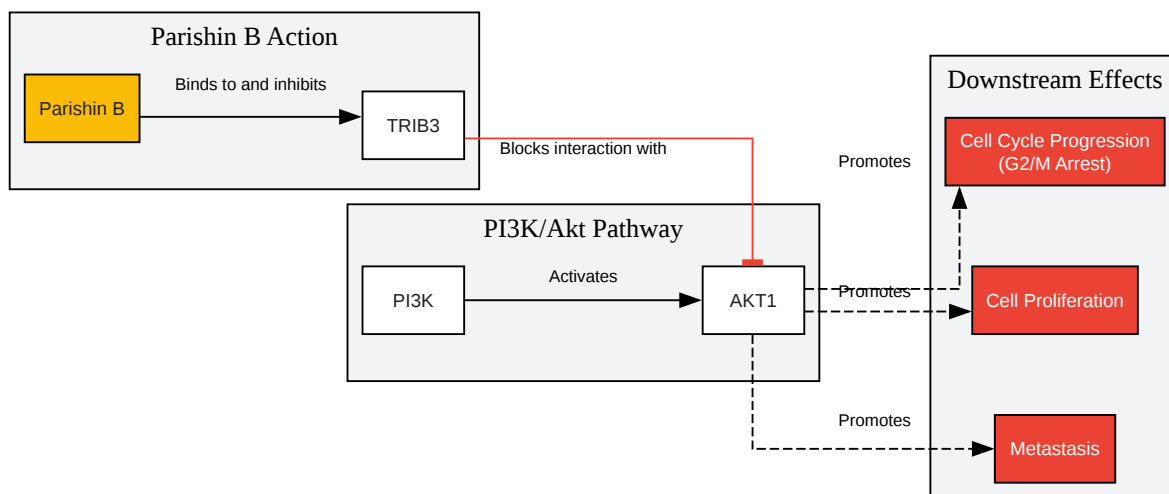 Parishin B Action
Binds to and inhibits
Parishin B
TRIB3
Blocks interaction with
PI3K/Akt Pathway
Activates
PI3K
AKT1
Promotes
Promotes
Promotes
Downstream Effects
Cell Cycle Progression
(G2/M Arrest)
Cell Proliferation
Metastasis